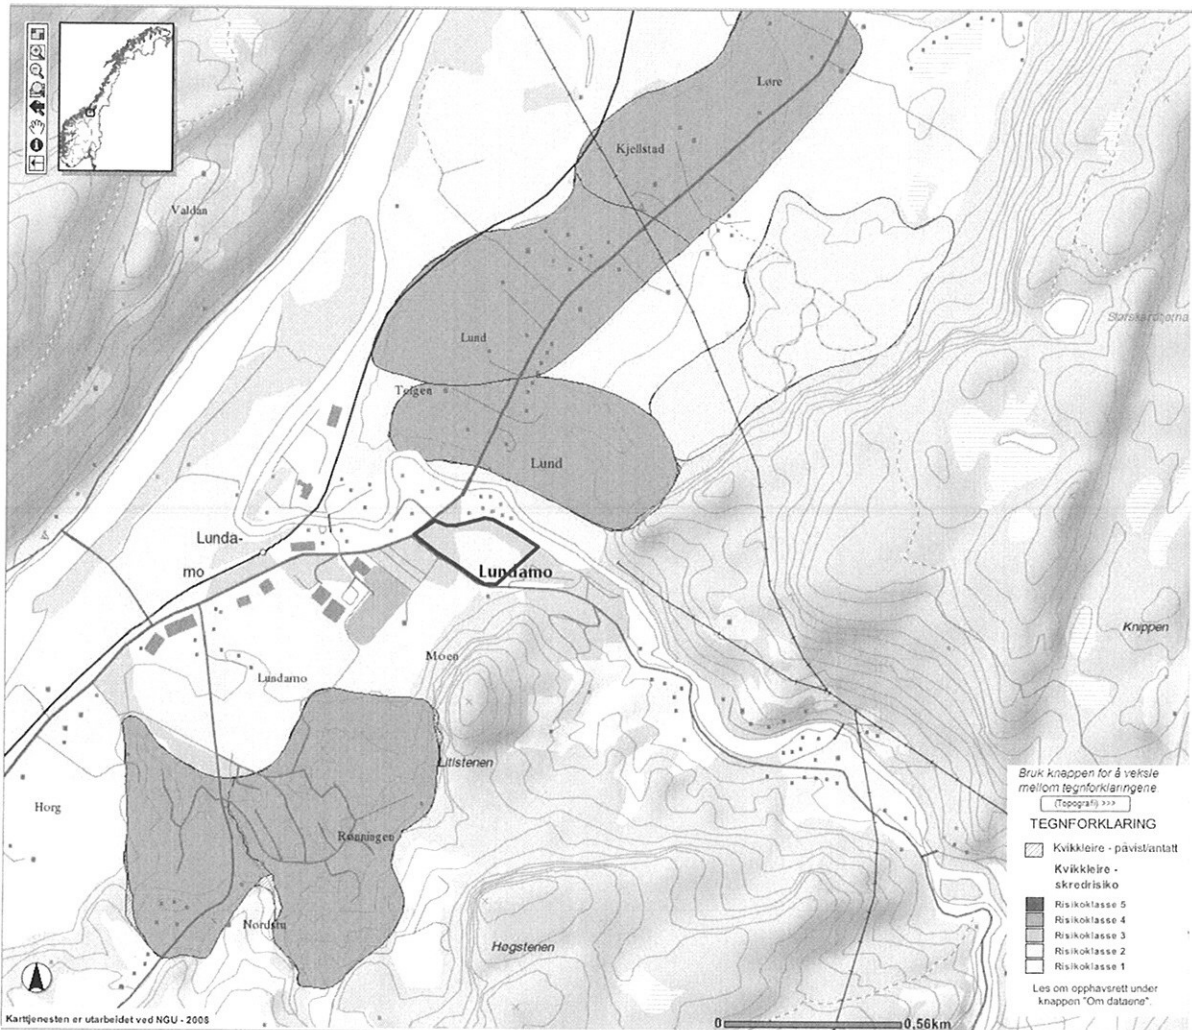 Løre
Kjellstad
Valdan
Lund
Tølgen
Lund
Lunda-
mo
Lundamo
Moen
Lundamo
Knippen
Litlstenen
Horg
Rønningen
Nordstu
Høgstenen
Bruk knappen for å veksle
mellom tegnforklaringene
(Topografi) >>>
TEGNFORKLARING
Kvikkleire - påvist/antatt
Kvikkleire -
skredrisiko
Risikoklasse 5
Risikoklasse 4
Risikoklasse 3
Risikoklasse 2
Risikoklasse 1
Les om opphavsrett under
knappen "Om dataene".
Karttjenesten er utarbeidet ved NGU - 2006
0 0,56km